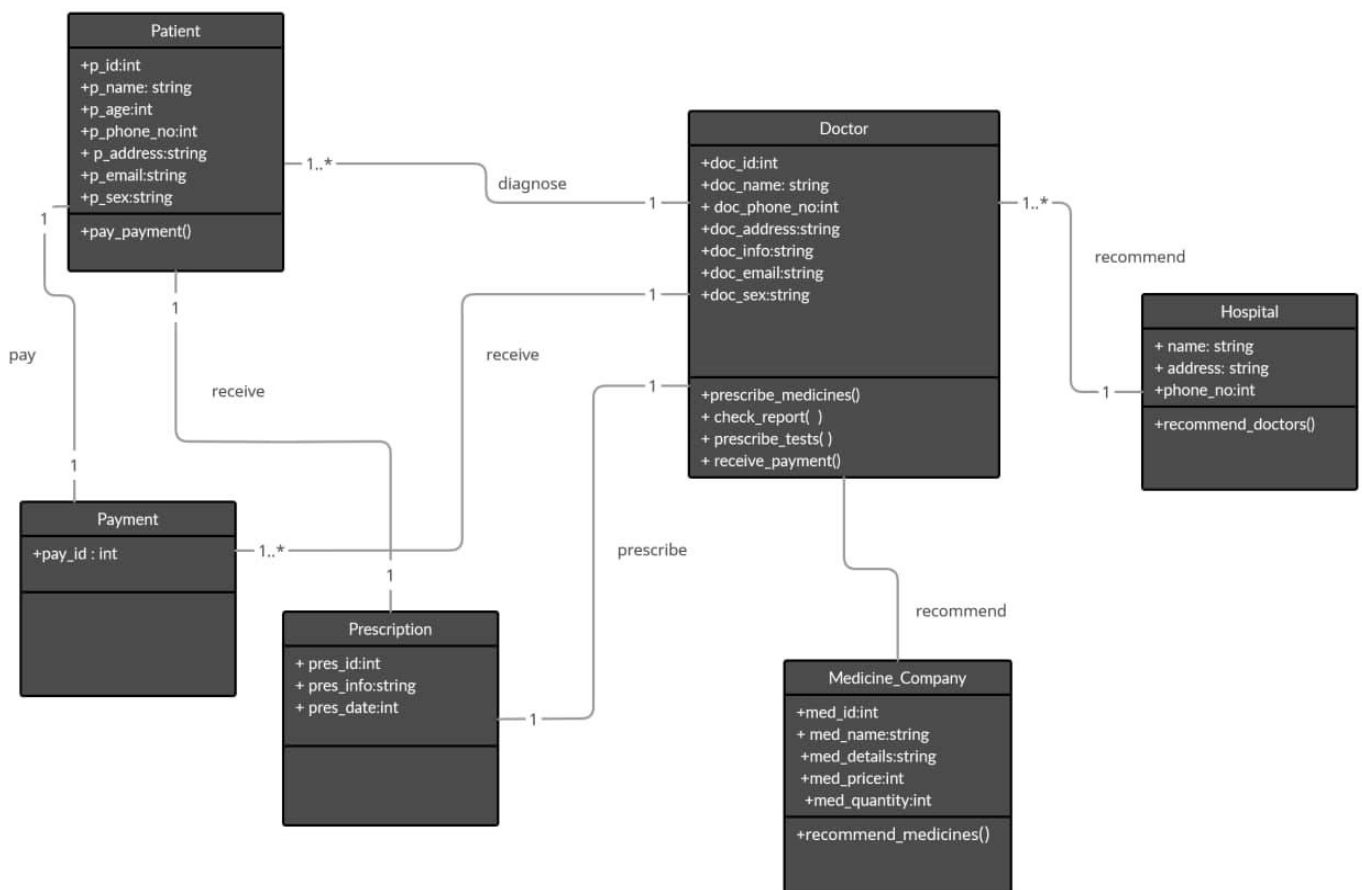 Patient
+p_id:int
+p_name: string
+p_age:int
+p_phone_no:int
+ p_address:string
+p_email:string
+p_sex:string
+pay_payment()
1..*
diagnose
1
Doctor
+doc_id:int
+doc_name: string
+ doc_phone_no:int
+doc_address:string
+doc_info:string
+doc_email:string
+doc_sex:string
+prescribe_medicines()
+ check_report( )
+ prescribe_tests( )
+ receive_payment()
1..*
recommend
1
Hospital
+ name: string
+ address: string
+phone_no:int
+recommend_doctors()
1
pay
1
1
receive
1
1
receive
1..*
1
prescribe
1
Payment
+pay_id : int
Prescription
+ pres_id:int
+ pres_info:string
+ pres_date:int
recommend
Medicine_Company
+med_id:int
+ med_name:string
+med_details:string
+med_price:int
+med_quantity:int
+recommend_medicines()